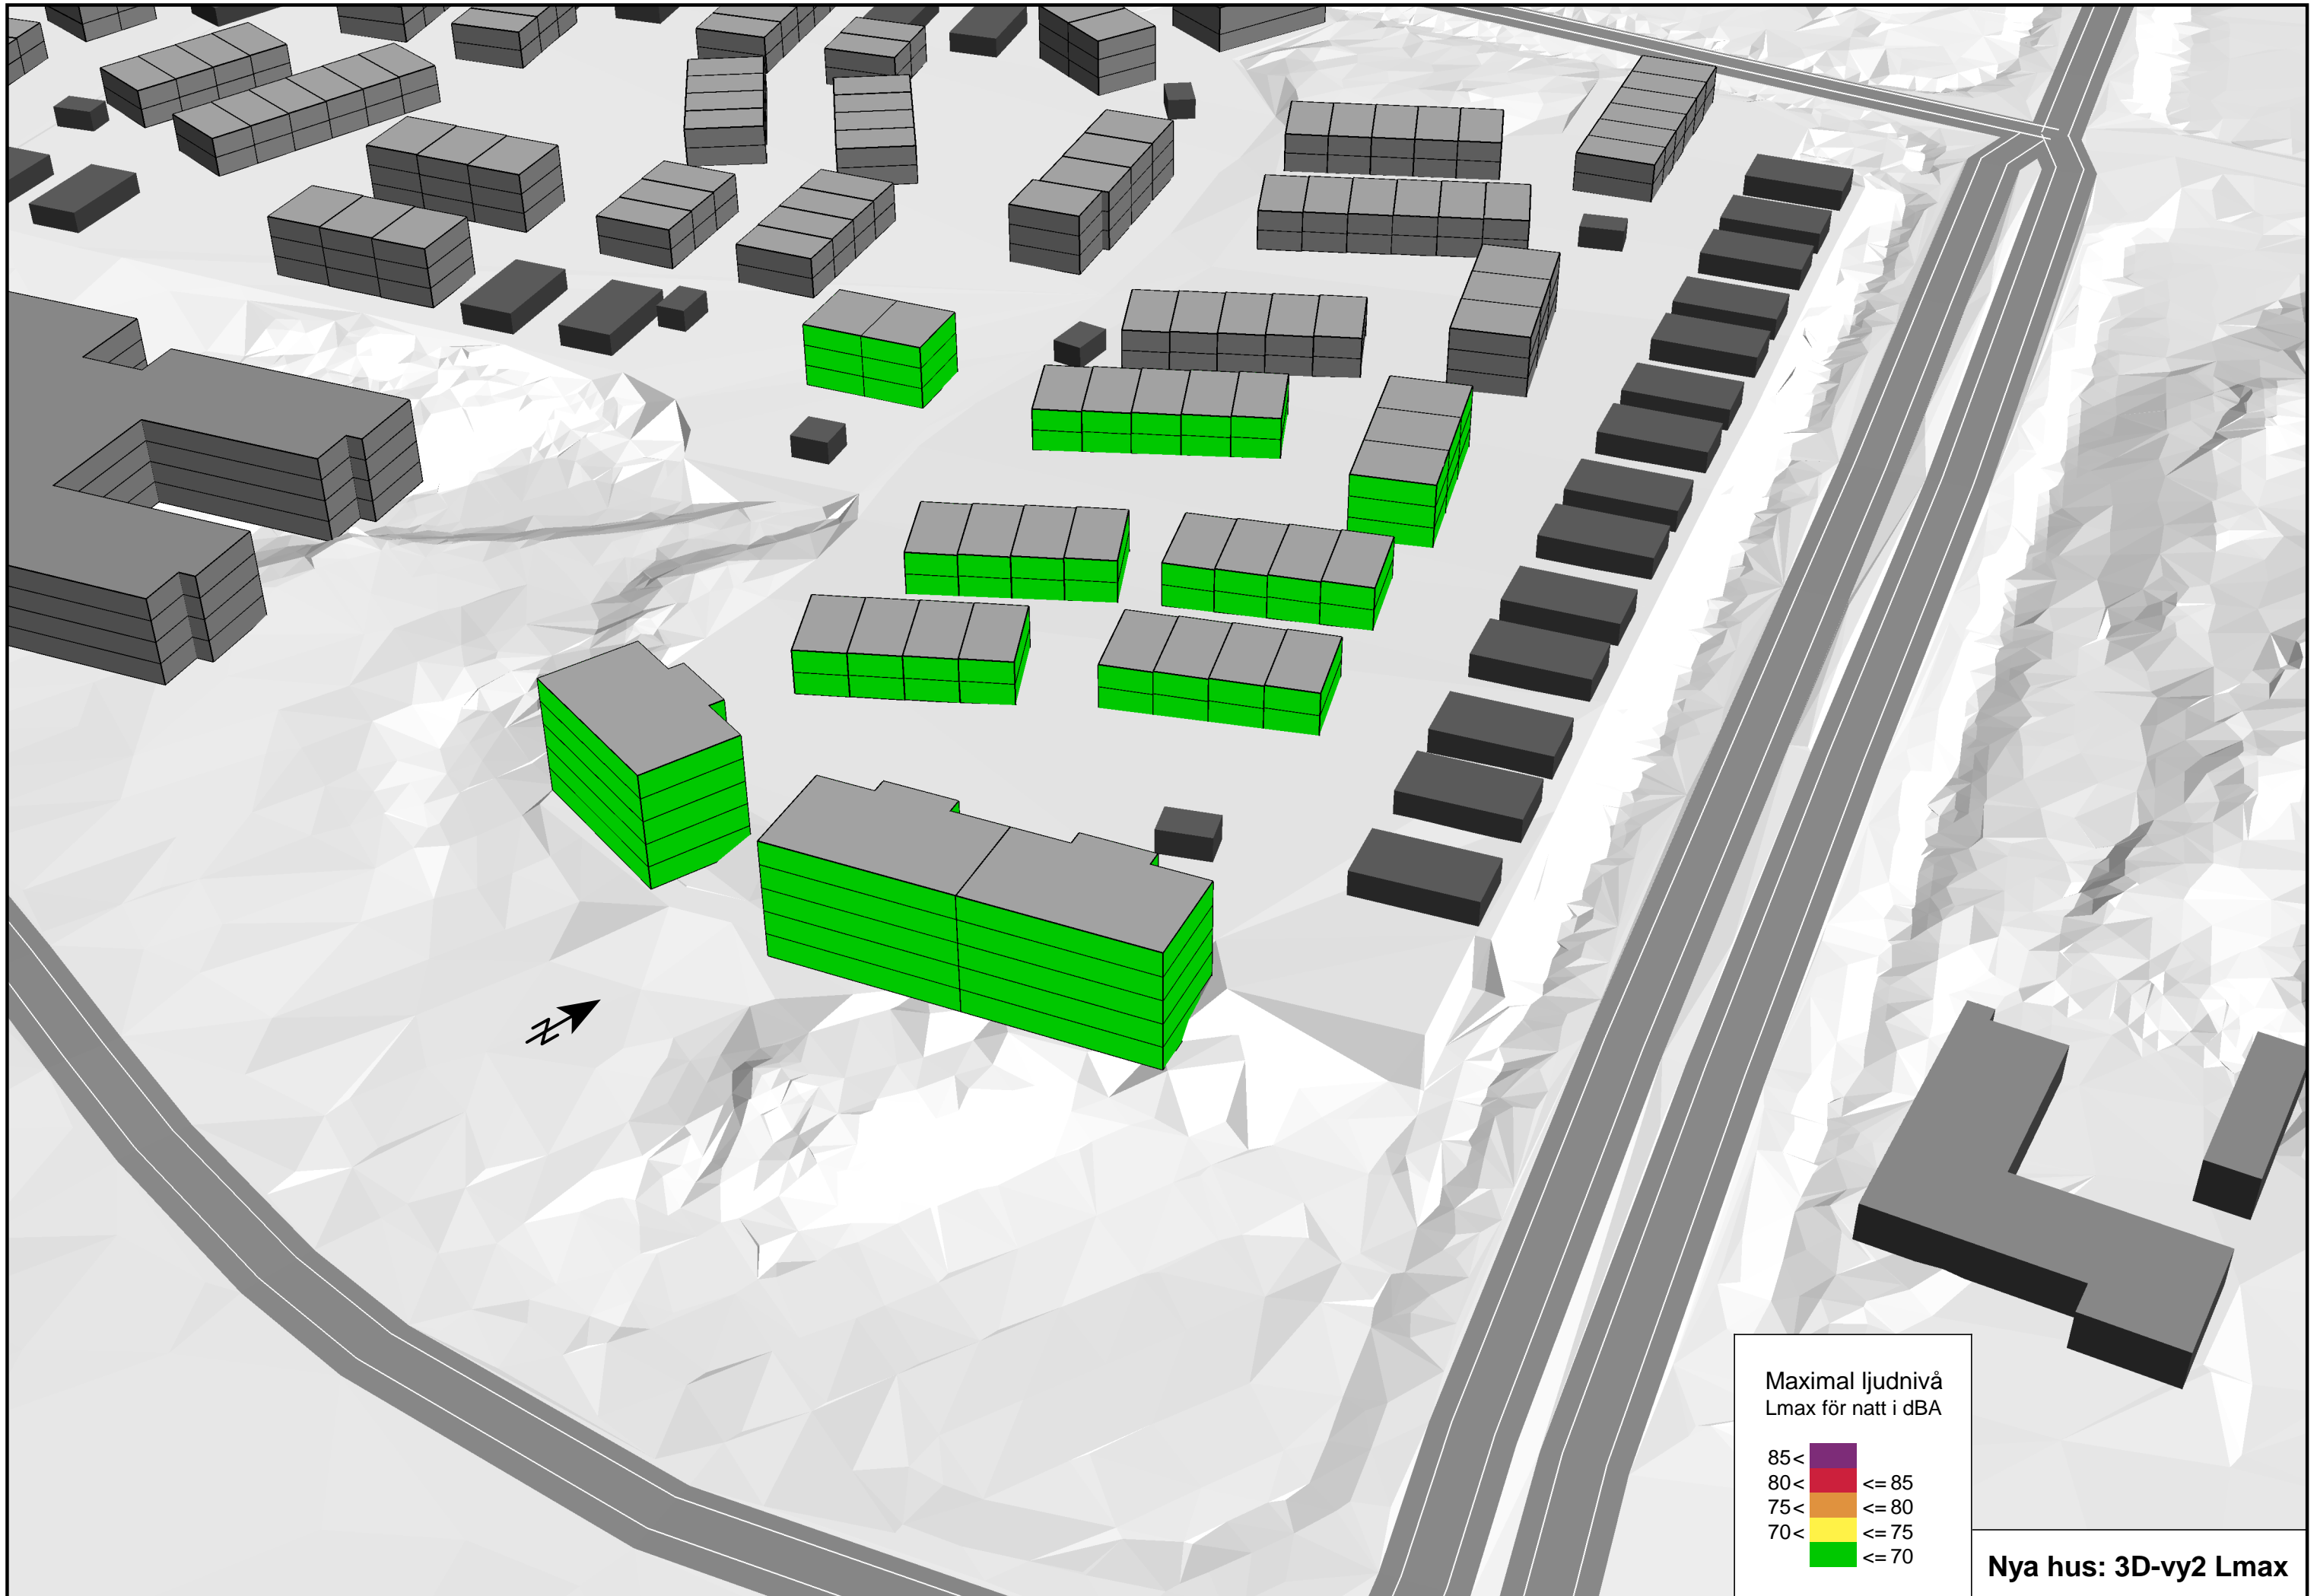 N
Maximal ljudnivå
Lmax för natt i dBA
85<
80< <= 85
75< <= 80
70< <= 75
<= 70
Nya hus: 3D-vy2 Lmax